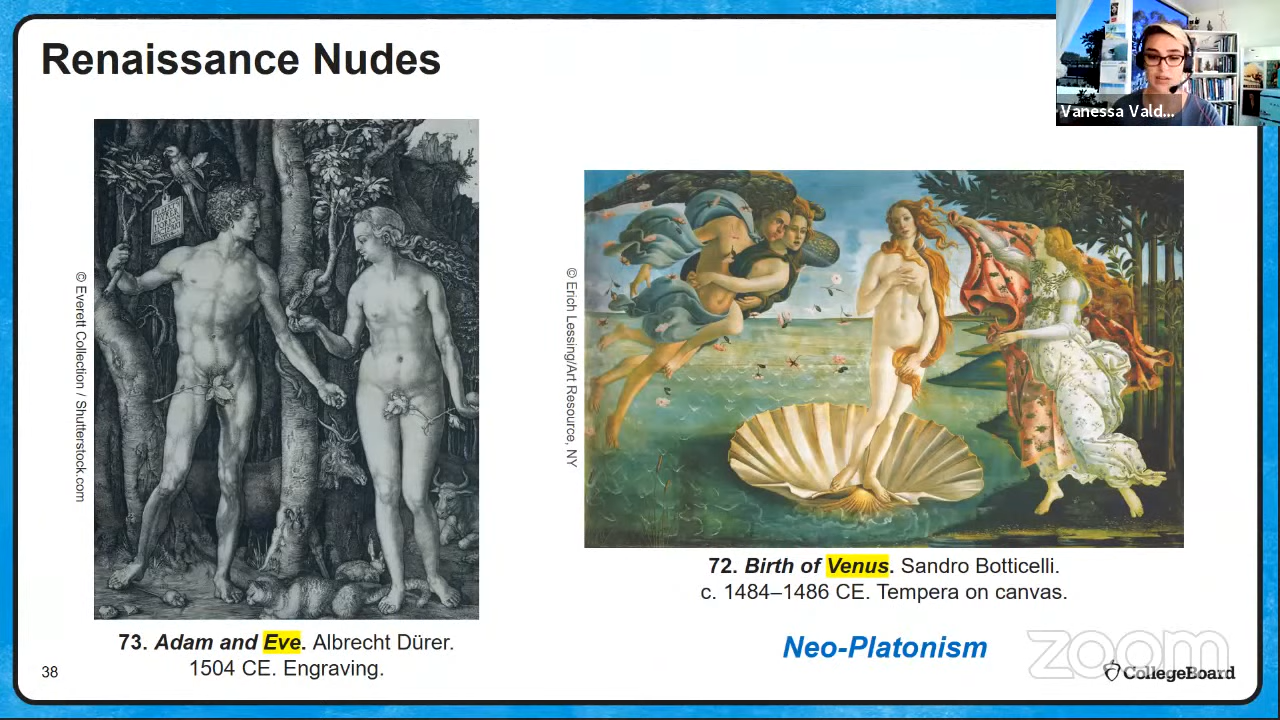 Renaissance Nudes
Vanessa Vald...
© Everett Collection / Shutterstock.com
© Erich Lessing/Art Resource, NY
72. Birth of Venus. Sandro Botticelli.
c. 1484–1486 CE. Tempera on canvas.
73. Adam and Eve. Albrecht Dürer.
1504 CE. Engraving.
Neo-Platonism
zoom
38
CollegeBoard